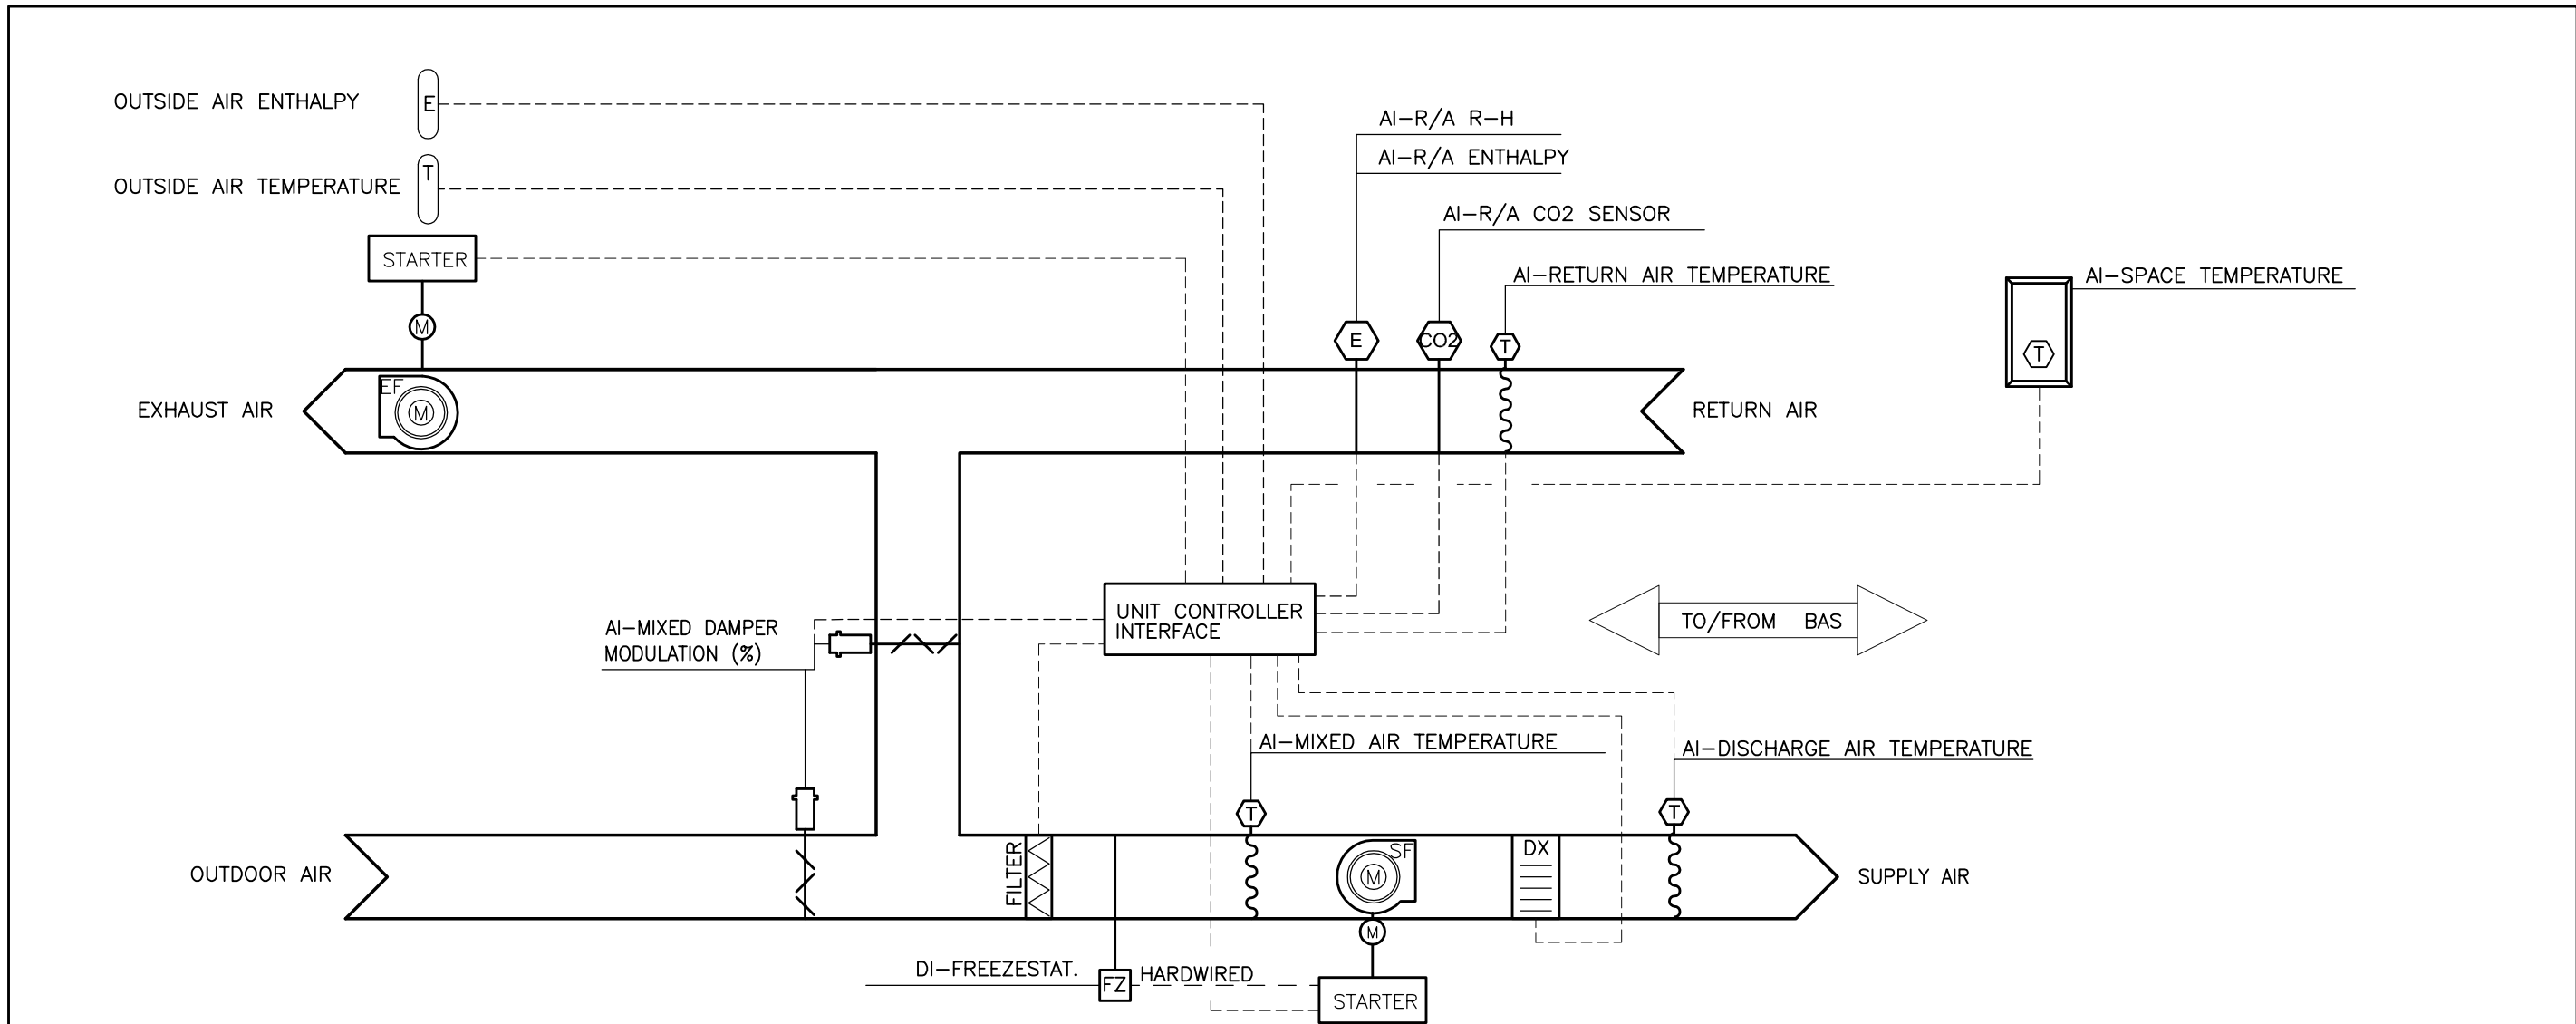 OUTSIDE AIR ENTHALPY
E
OUTSIDE AIR TEMPERATURE
T
STARTER
M
AI-R/A R-H
AI-R/A ENTHALPY
AI-R/A CO2 SENSOR
AI-RETURN AIR TEMPERATURE
AI-SPACE TEMPERATURE
E
CO2
T
T
EXHAUST AIR
EF
M
RETURN AIR
UNIT CONTROLLER
INTERFACE
TO/FROM BAS
AI-MIXED DAMPER
MODULATION (%)
AI-MIXED AIR TEMPERATURE
AI-DISCHARGE AIR TEMPERATURE
T
T
OUTDOOR AIR
FILTER
SF
M
DX
SUPPLY AIR
M
DI-FREEZESTAT.
FZ
HARDWIRED
STARTER